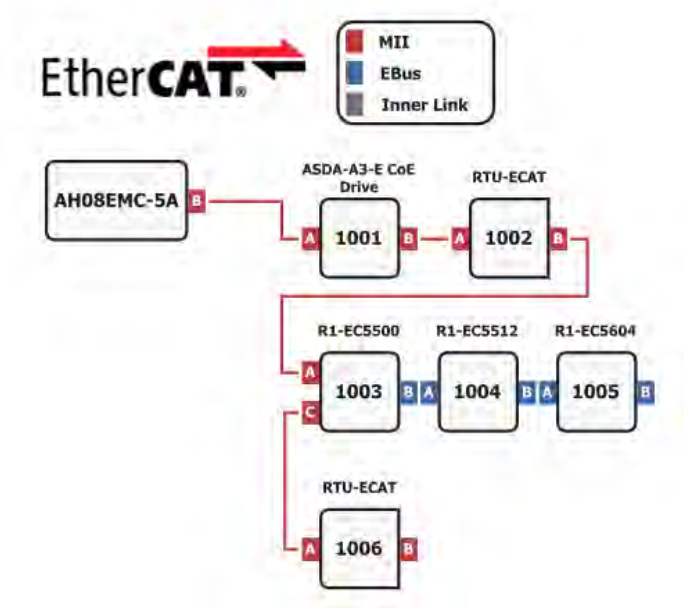 EtherCAT®
MII
EBus
Inner Link
AH08EMC-5A B
ASDA-A3-E CoE
Drive
A 1001 B
RTU-ECAT
A 1002 B
R1-EC5500
A
1003 B
C
R1-EC5512
A 1004 B
R1-EC5604
A 1005 B
RTU-ECAT
A 1006 B